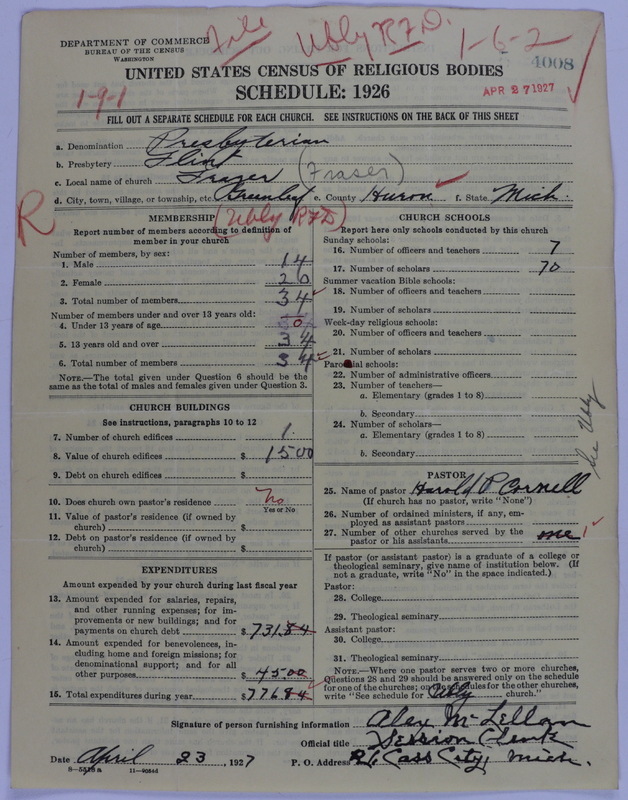 DEPARTMENT OF COMMERCE
BUREAU OF THE CENSUS
WASHINGTON
File Ubly R.F.D. 1-6-2
4008
APR 27 1927
1-9-1
UNITED STATES CENSUS OF RELIGIOUS BODIES
SCHEDULE: 1926
FILL OUT A SEPARATE SCHEDULE FOR EACH CHURCH. SEE INSTRUCTIONS ON THE BACK OF THIS SHEET
a. Denomination Presbyterian
b. Presbytery Flint
c. Local name of church Frazer (Fraser)
d. City, town, village, or township, etc. Greenleaf e. County Huron f. State Mich.
R
(Ubly RFD)
MEMBERSHIP
Report number of members according to definition of member in your church
Number of members, by sex:
1. Male 14
2. Female 20
3. Total number of members 34
Number of members under and over 13 years old:
4. Under 13 years of age 0
5. 13 years old and over 34
6. Total number of members 34
NOTE.—The total given under Question 6 should be the
same as the total of males and females given under Question 3.
CHURCH BUILDINGS
See instructions, paragraphs 10 to 12
7. Number of church edifices 1.
8. Value of church edifices $ 1500
9. Debt on church edifices $
10. Does church own pastor's residence No
Yes or No
11. Value of pastor's residence (if owned by
church) $
12. Debt on pastor's residence (if owned by
church) $
EXPENDITURES
Amount expended by your church during last fiscal year
13. Amount expended for salaries, repairs,
and other running expenses; for im-
provements or new buildings; and for
payments on church debt $ 731.84
14. Amount expended for benevolences, in-
cluding home and foreign missions; for
denominational support; and for all
other purposes $ 45.00
15. Total expenditures during year $ 776.84
CHURCH SCHOOLS
Report here only schools conducted by this church
Sunday schools:
16. Number of officers and teachers 7
17. Number of scholars 70
Summer vacation Bible schools:
18. Number of officers and teachers
19. Number of scholars
Week-day religious schools:
20. Number of officers and teachers
21. Number of scholars
Parochial schools:
22. Number of administrative officers
23. Number of teachers—
a. Elementary (grades 1 to 8)
b. Secondary
24. Number of scholars—
a. Elementary (grades 1 to 8)
b. Secondary
Ubly
PASTOR
25. Name of pastor Harold P Cornell
(If church has no pastor, write "None")
26. Number of ordained ministers, if any, em-
ployed as assistant pastors
27. Number of other churches served by the
pastor or his assistants one 1
If pastor (or assistant pastor) is a graduate of a college or
theological seminary, give name of institution below. (If
not a graduate, write "No" in the space indicated.)
Pastor:
28. College
29. Theological seminary
Assistant pastor:
30. College
31. Theological seminary
NOTE.—Where one pastor serves two or more churches,
Questions 28 and 29 should be answered only on the schedule
for one of the churches; on the schedules for the other churches,
write "See schedule for Ubly church."
Signature of person furnishing information Alex McLellan
Official title Session Clerk
Date April 23, 1927 P. O. Address Cass City, Mich.
8-5518a 11-9084d